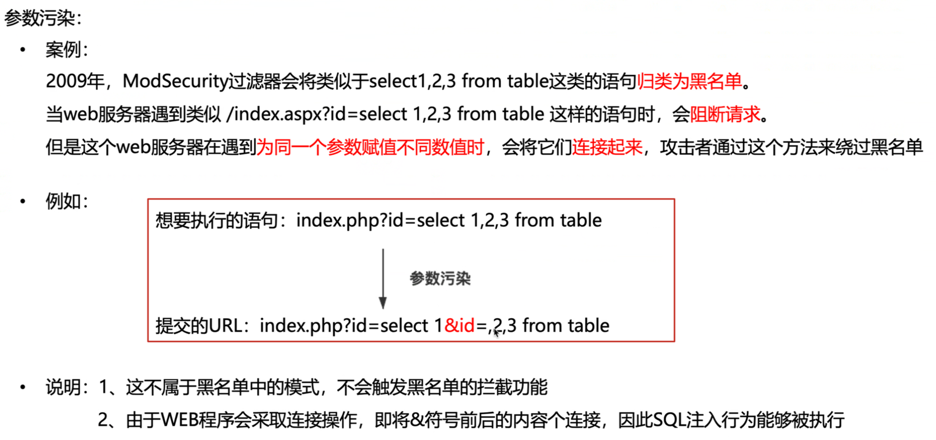 参数污染：
• 案例：
2009年，ModSecurity过滤器会将类似于select1,2,3 from table这类的语句归类为黑名单。
当web服务器遇到类似 /index.aspx?id=select 1,2,3 from table 这样的语句时，会阻断请求。
但是这个web服务器在遇到为同一个参数赋值不同数值时，会将它们连接起来，攻击者通过这个方法来绕过黑名单
• 例如：
想要执行的语句：index.php?id=select 1,2,3 from table
参数污染
提交的URL：index.php?id=select 1&id=,2,3 from table
• 说明：1、这不属于黑名单中的模式，不会触发黑名单的拦截功能
2、由于WEB程序会采取连接操作，即将&符号前后的内容个连接，因此SQL注入行为能够被执行